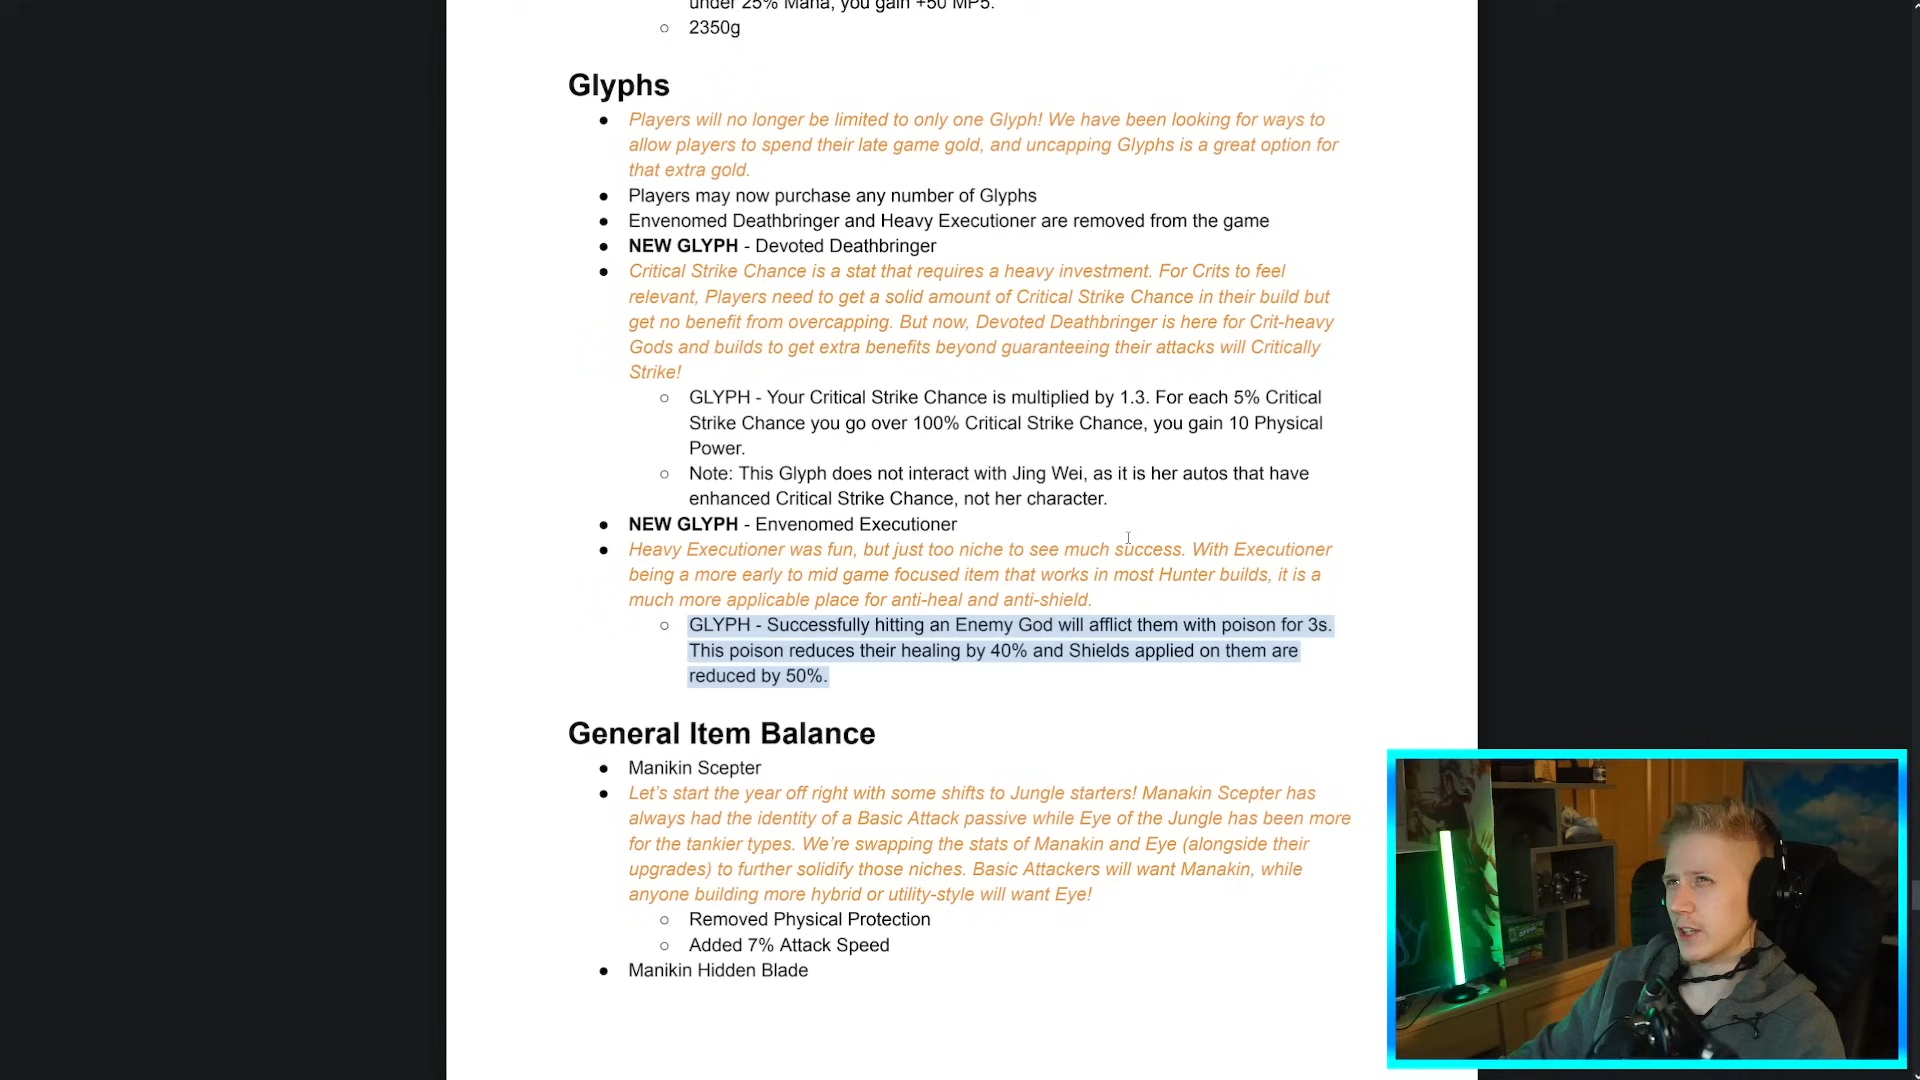 under 25% Mana, you gain +50 MP5.
○ 2350g
Glyphs
● Players will no longer be limited to only one Glyph! We have been looking for ways to
allow players to spend their late game gold, and uncapping Glyphs is a great option for
that extra gold.
● Players may now purchase any number of Glyphs
● Envenomed Deathbringer and Heavy Executioner are removed from the game
● NEW GLYPH - Devoted Deathbringer
● Critical Strike Chance is a stat that requires a heavy investment. For Crits to feel
relevant, Players need to get a solid amount of Critical Strike Chance in their build but
get no benefit from overcapping. But now, Devoted Deathbringer is here for Crit-heavy
Gods and builds to get extra benefits beyond guaranteeing their attacks will Critically
Strike!
○ GLYPH - Your Critical Strike Chance is multiplied by 1.3. For each 5% Critical
Strike Chance you go over 100% Critical Strike Chance, you gain 10 Physical
Power.
○ Note: This Glyph does not interact with Jing Wei, as it is her autos that have
enhanced Critical Strike Chance, not her character.
● NEW GLYPH - Envenomed Executioner
● Heavy Executioner was fun, but just too niche to see much success. With Executioner
being a more early to mid game focused item that works in most Hunter builds, it is a
much more applicable place for anti-heal and anti-shield.
○ GLYPH - Successfully hitting an Enemy God will afflict them with poison for 3s.
This poison reduces their healing by 40% and Shields applied on them are
reduced by 50%.
General Item Balance
● Manikin Scepter
● Let's start the year off right with some shifts to Jungle starters! Manakin Scepter has
always had the identity of a Basic Attack passive while Eye of the Jungle has been more
for the tankier types. We're swapping the stats of Manakin and Eye (alongside their
upgrades) to further solidify those niches. Basic Attackers will want Manakin, while
anyone building more hybrid or utility-style will want Eye!
○ Removed Physical Protection
○ Added 7% Attack Speed
● Manikin Hidden Blade